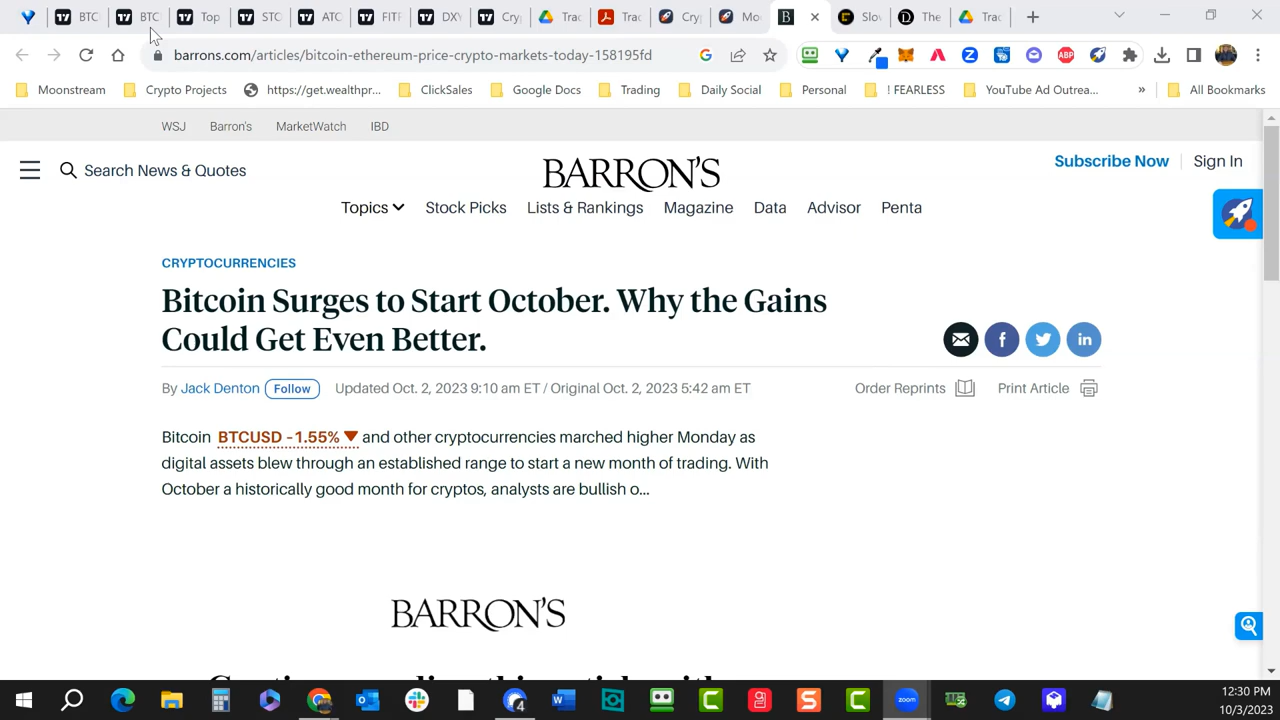 BTC
BTC
Top
STC
ATO
FITF
DXY
Cry
Tra
Trac
Cry
Mo
Slov
The
Trac
barrons.com/articles/bitcoin-ethereum-price-crypto-markets-today-158195fd
Moonstream
Crypto Projects
https://get.wealthpr...
ClickSales
Google Docs
Trading
Daily Social
Personal
! FEARLESS
YouTube Ad Outrea...
»
All Bookmarks
WSJ Barron's MarketWatch IBD
Search News & Quotes
BARRON'S
Subscribe Now
Sign In
Topics Stock Picks Lists & Rankings Magazine Data Advisor Penta
CRYPTOCURRENCIES
Bitcoin Surges to Start October. Why the Gains
Could Get Even Better.
By Jack Denton Follow Updated Oct. 2, 2023 9:10 am ET / Original Oct. 2, 2023 5:42 am ET
Order Reprints
Print Article
Bitcoin BTCUSD -1.55% ▼ and other cryptocurrencies marched higher Monday as
digital assets blew through an established range to start a new month of trading. With
October a historically good month for cryptos, analysts are bullish o...
BARRON'S
12:30 PM
10/3/2023